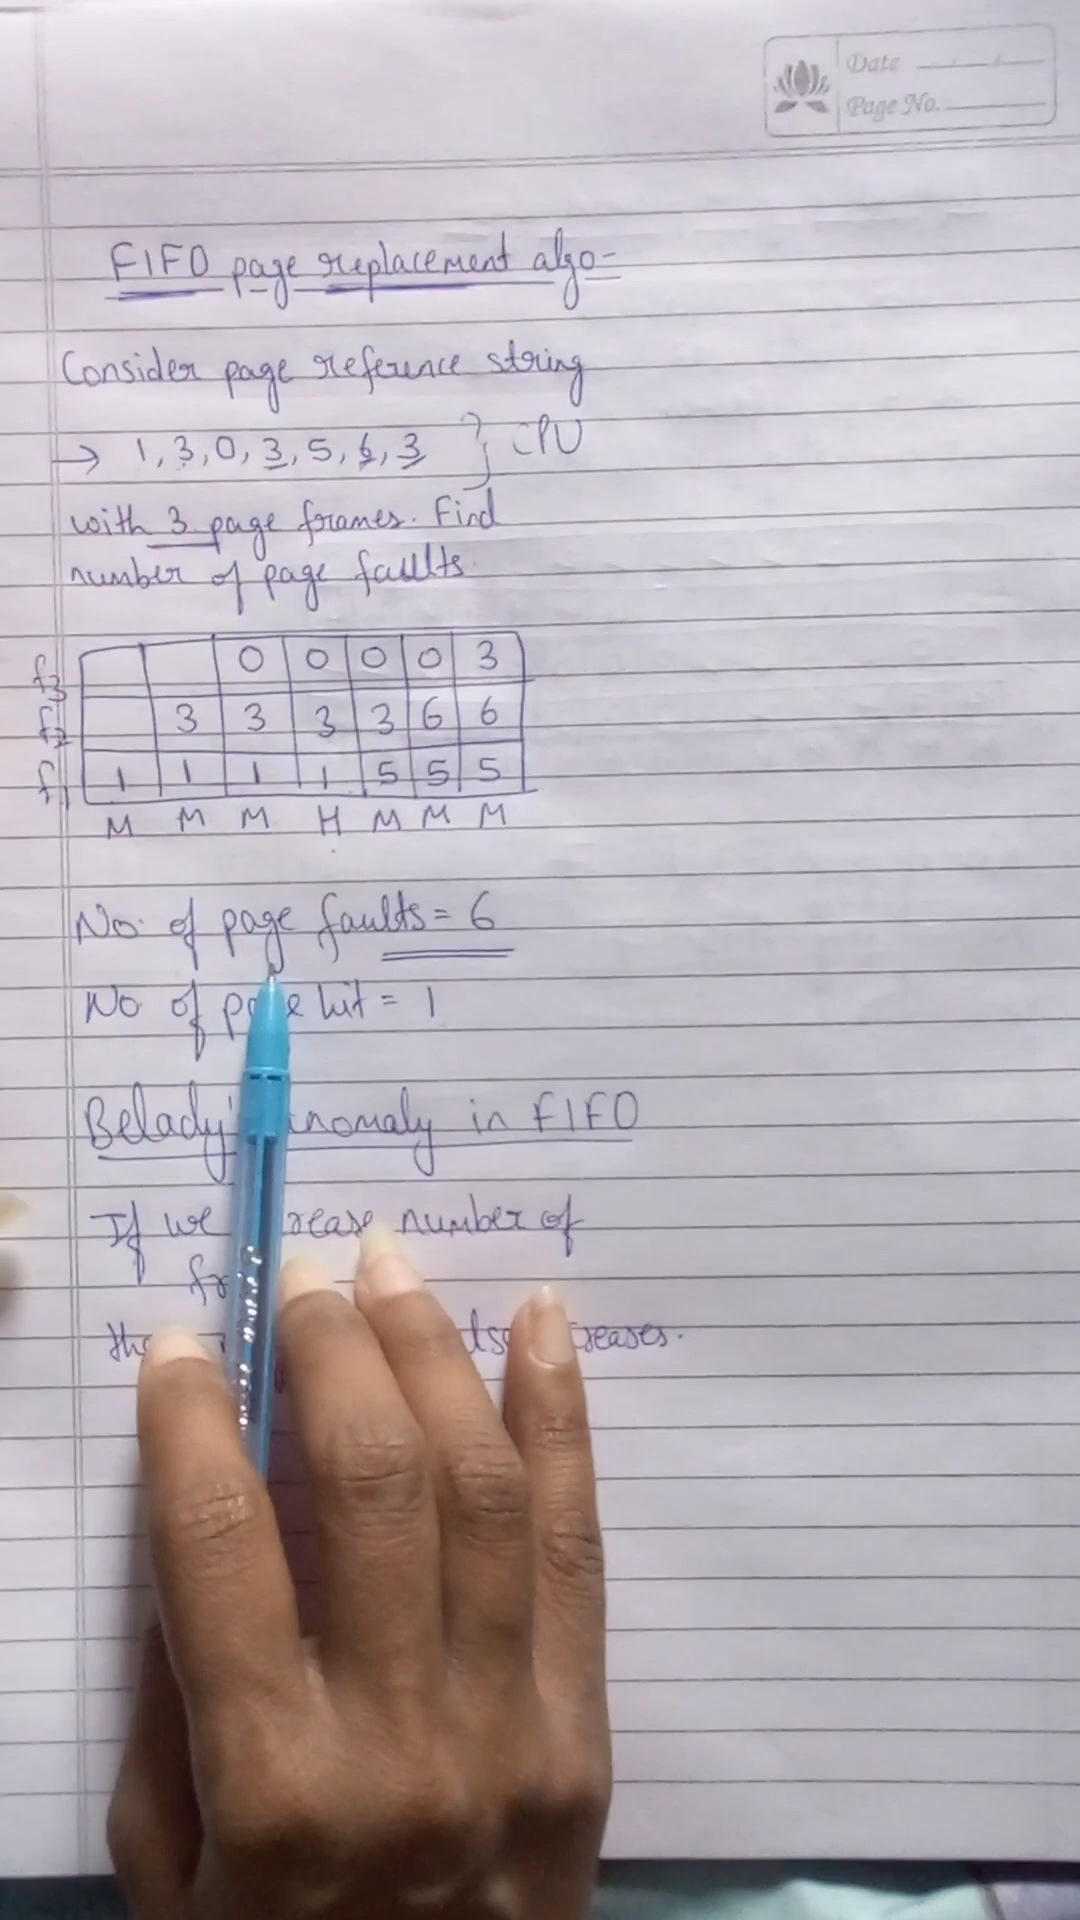 Date
Page No.
FIFO page replacement algo-
Consider page reference string
→ 1, 3, 0, 3, 5, 6, 3 } CPU
with 3 page frames. Find
number of page faults.
f3 0 0 0 0 3
f2 3 3 3 3 6 6
f1 1 1 1 1 5 5 5
M M M H M M M
No. of page faults = 6
No of page hit = 1
Belady's anomaly in FIFO
If we number of